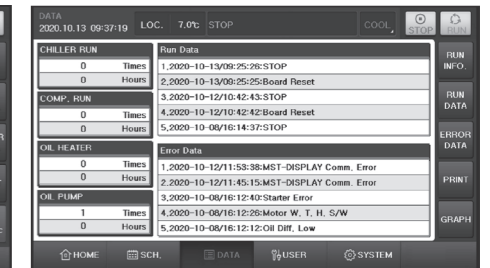 DATA
2020.10.13 09:37:19 LOC. 7.0℃ STOP COOL
STOP RUN
CHILLER RUN
0 Times
0 Hours
COMP. RUN
0 Times
0 Hours
OIL HEATER
0 Times
0 Hours
OIL PUMP
1 Times
0 Hours
Run Data
1,2020-10-13/09:25:26:STOP
2,2020-10-13/09:25:25:Board Reset
3,2020-10-12/10:42:43:STOP
4,2020-10-12/10:42:42:Board Reset
5,2020-10-08/16:14:37:STOP
Error Data
1,2020-10-12/11:53:38:MST-DISPLAY Comm. Error
2.2020-10-12/11:45:15:MST-DISPLAY Comm. Error
3,2020-10-08/16:12:40:Starter Error
4,2020-10-08/16:12:26:Motor W, T, H, S/W
5,2020-10-08/16:12:12:Oil Diff, Low
RUN
INFO.
RUN
DATA
ERROR
DATA
PRINT
GRAPH
HOME SCH, DATA USER SYSTEM